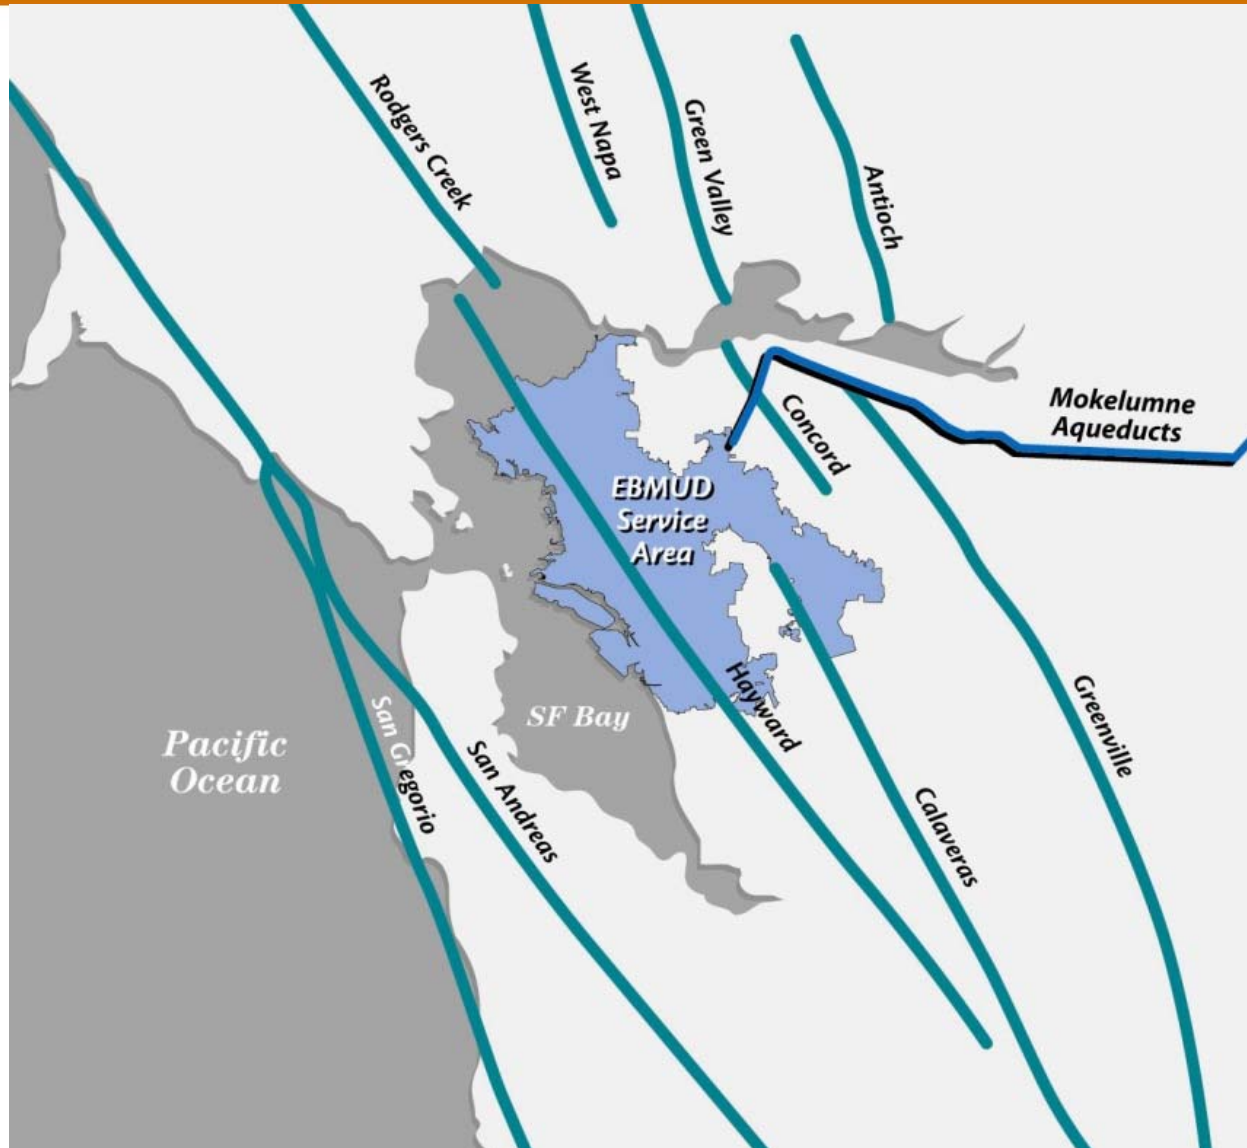 Rodgers Creek
West Napa
Green Valley
Antioch
Mokelumne
Aqueducts
Concord
EBMUD
Service
Area
Hayward
Greenville
San Gregorio
SF Bay
Pacific
Ocean
San Andreas
Calaveras